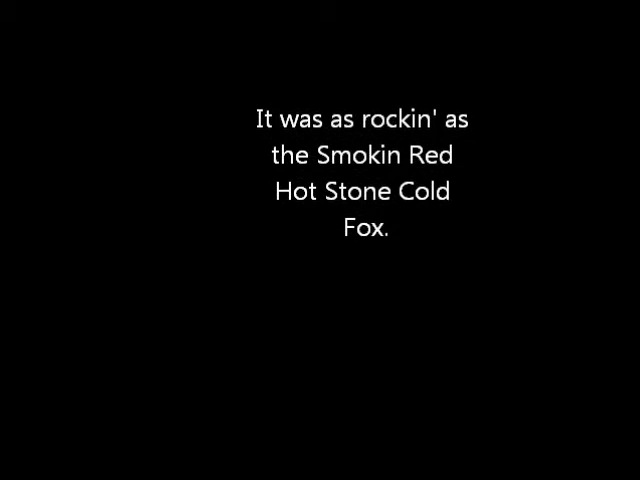 It was as rockin' as
the Smokin Red
Hot Stone Cold
Fox.